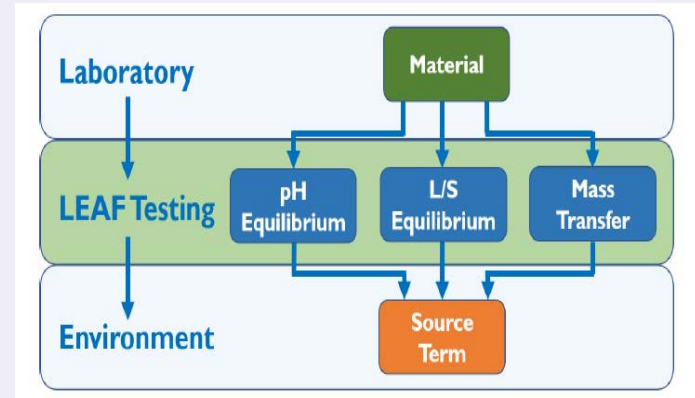 Laboratory
Material
LEAF Testing
pH
Equilibrium
L/S
Equilibrium
Mass
Transfer
Environment
Source
Term